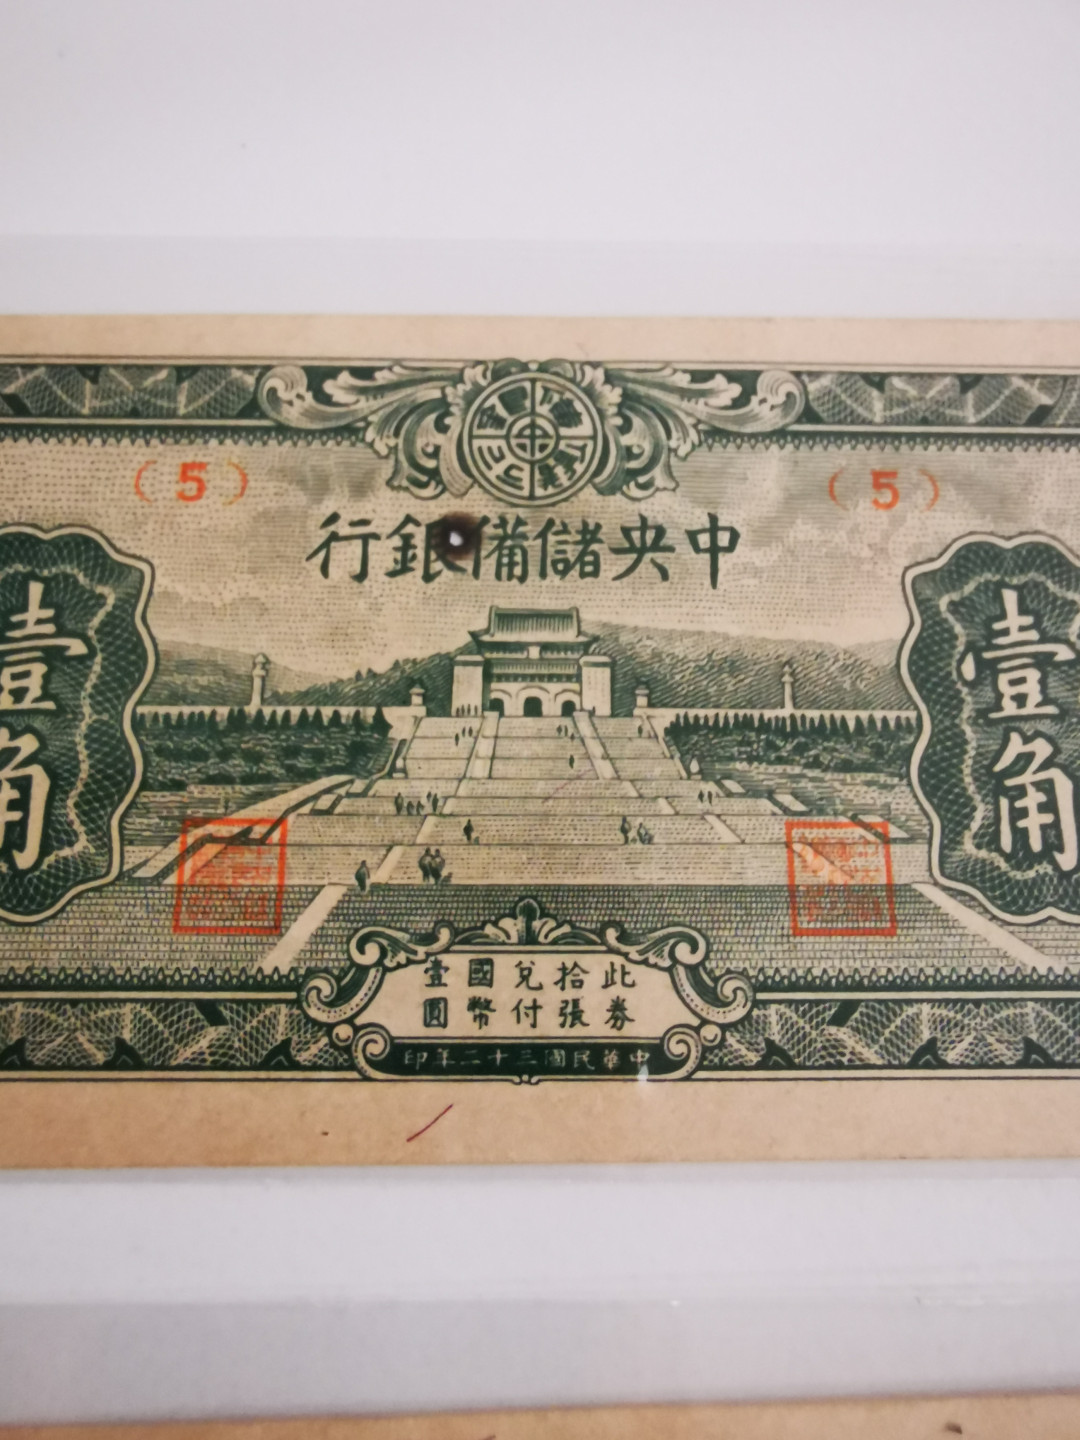 (5)
(5)
中央儲備銀行
壹角
壹角
此券
拾張
兌付
國幣
壹圓
中華民國三十二年印